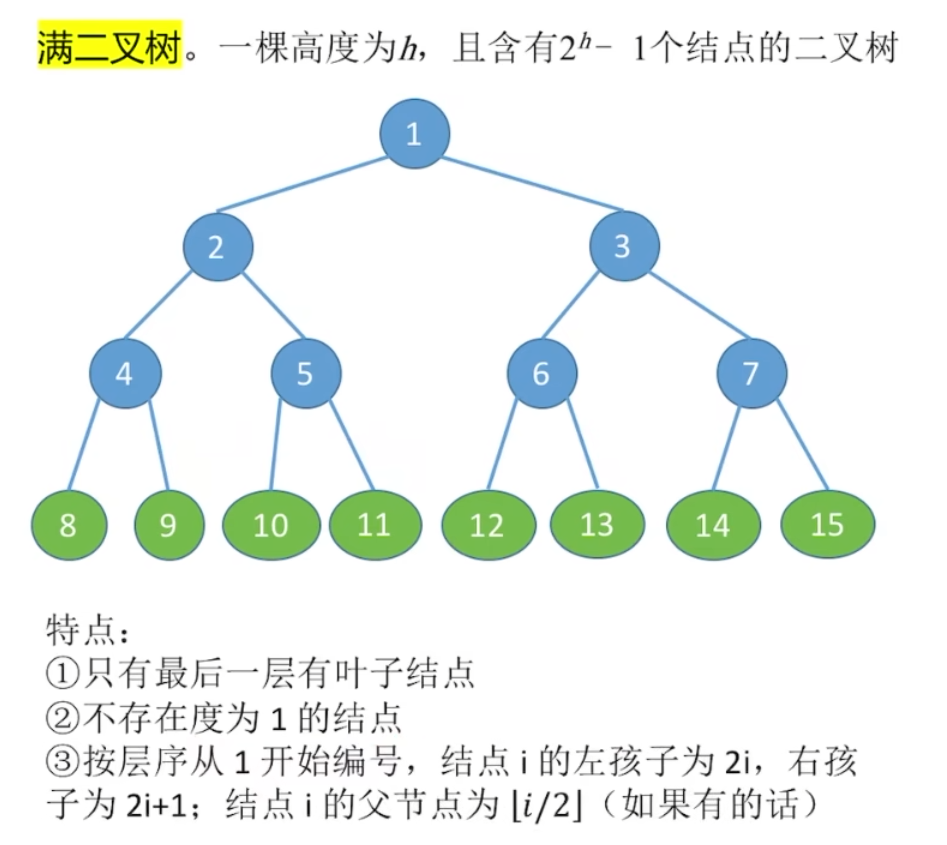 满二叉树。一棵高度为h，且含有2ʰ− 1个结点的二叉树
1
2 3
4 5 6 7
8 9 10 11 12 13 14 15
特点：
①只有最后一层有叶子结点
②不存在度为 1 的结点
③按层序从 1 开始编号，结点 i 的左孩子为 2i，右孩
子为 2i+1；结点 i 的父节点为 ⌊i/2⌋（如果有的话）